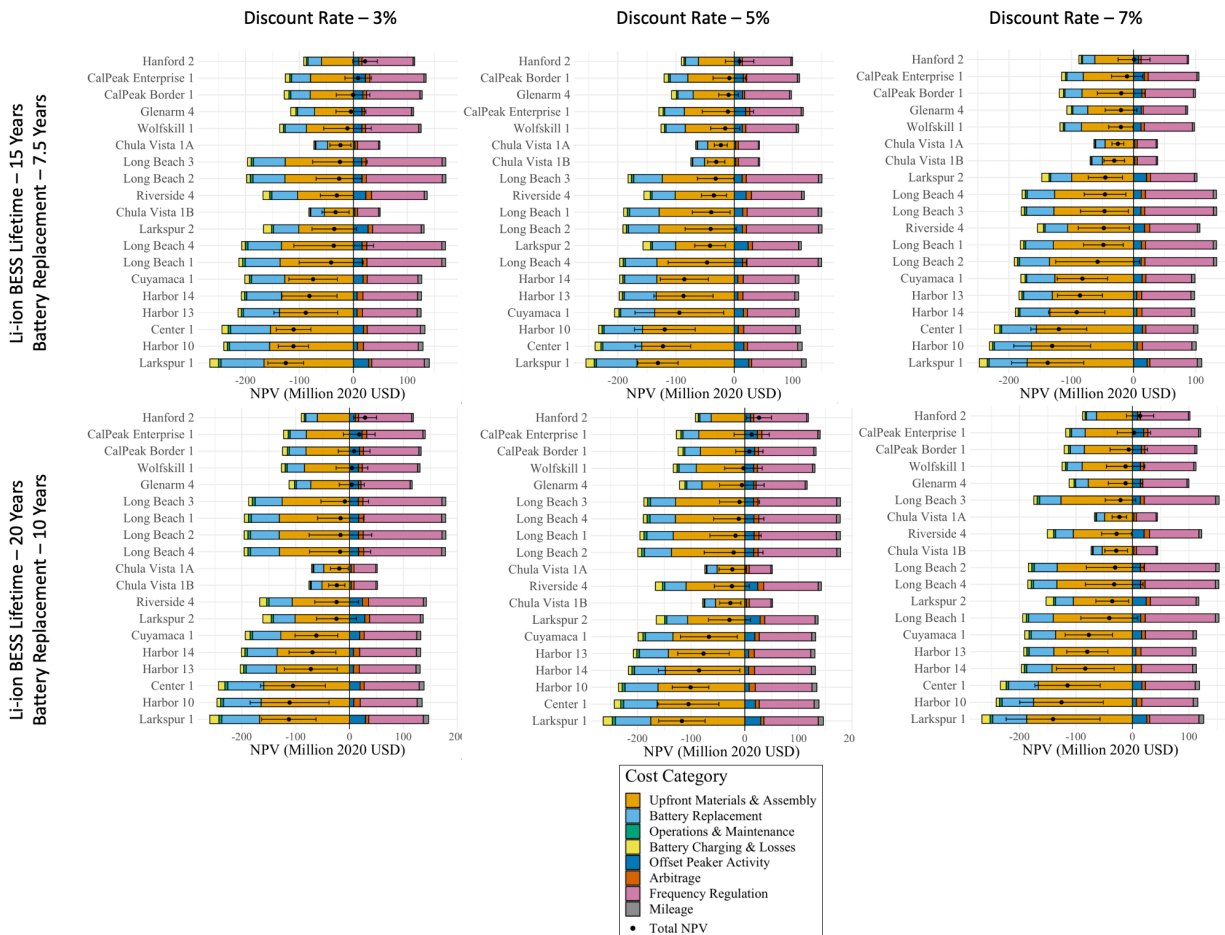 Discount Rate – 3%
Discount Rate – 5%
Discount Rate – 7%
Li-ion BESS Lifetime – 15 Years
Battery Replacement – 7.5 Years
Hanford 2
CalPeak Enterprise 1
CalPeak Border 1
Glenarm 4
Wolfskill 1
Chula Vista 1A
Long Beach 3
Long Beach 2
Riverside 4
Chula Vista 1B
Larkspur 2
Long Beach 4
Long Beach 1
Cuyamaca 1
Harbor 14
Harbor 13
Center 1
Harbor 10
Larkspur 1
-200 -100 0 100
NPV (Million 2020 USD)
Hanford 2
CalPeak Border 1
Glenarm 4
CalPeak Enterprise 1
Wolfskill 1
Chula Vista 1A
Chula Vista 1B
Long Beach 3
Riverside 4
Long Beach 1
Long Beach 2
Larkspur 2
Long Beach 4
Harbor 14
Harbor 13
Cuyamaca 1
Harbor 10
Center 1
Larkspur 1
-200 -100 0 100
NPV (Million 2020 USD)
Hanford 2
CalPeak Enterprise 1
CalPeak Border 1
Glenarm 4
Wolfskill 1
Chula Vista 1A
Chula Vista 1B
Larkspur 2
Long Beach 4
Long Beach 3
Riverside 4
Long Beach 1
Long Beach 2
Cuyamaca 1
Harbor 13
Harbor 14
Center 1
Harbor 10
Larkspur 1
-200 -100 0 100
NPV (Million 2020 USD)
Li-ion BESS Lifetime – 20 Years
Battery Replacement – 10 Years
Hanford 2
CalPeak Enterprise 1
CalPeak Border 1
Wolfskill 1
Glenarm 4
Long Beach 3
Long Beach 1
Long Beach 2
Long Beach 4
Chula Vista 1A
Chula Vista 1B
Riverside 4
Larkspur 2
Cuyamaca 1
Harbor 14
Harbor 13
Center 1
Harbor 10
Larkspur 1
-200 -100 0 100 20
NPV (Million 2020 USD)
Hanford 2
CalPeak Enterprise 1
CalPeak Border 1
Wolfskill 1
Glenarm 4
Long Beach 3
Long Beach 4
Long Beach 1
Long Beach 2
Chula Vista 1A
Riverside 4
Chula Vista 1B
Larkspur 2
Cuyamaca 1
Harbor 13
Harbor 14
Harbor 10
Center 1
Larkspur 1
-200 -100 0 100 20
NPV (Million 2020 USD)
Hanford 2
CalPeak Enterprise 1
CalPeak Border 1
Wolfskill 1
Glenarm 4
Long Beach 3
Chula Vista 1A
Riverside 4
Chula Vista 1B
Long Beach 2
Long Beach 4
Larkspur 2
Long Beach 1
Cuyamaca 1
Harbor 13
Harbor 14
Center 1
Harbor 10
Larkspur 1
-200 -100 0 100
NPV (Million 2020 USD)
Cost Category
Upfront Materials & Assembly
Battery Replacement
Operations & Maintenance
Battery Charging & Losses
Offset Peaker Activity
Arbitrage
Frequency Regulation
Mileage
Total NPV